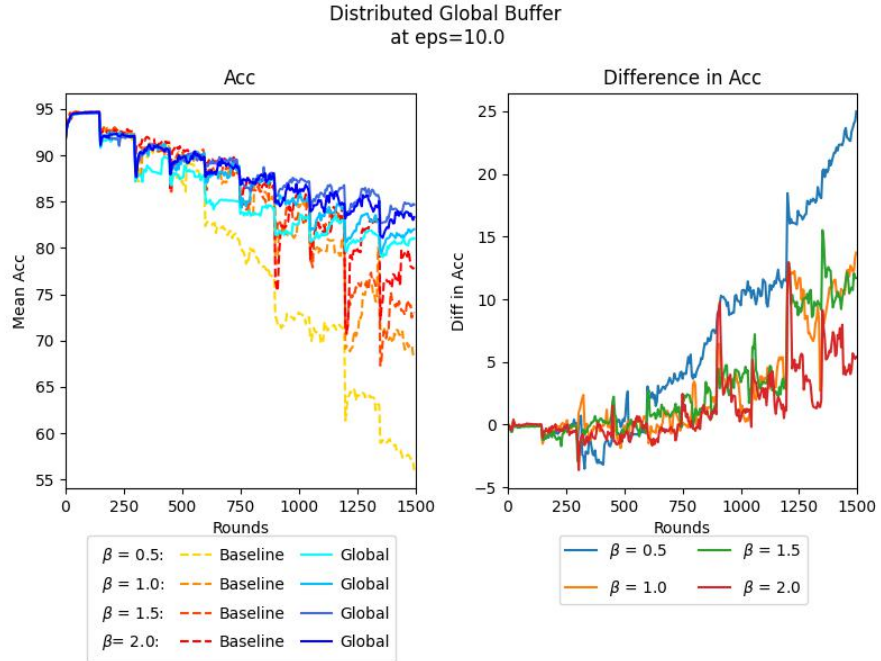 Distributed Global Buffer
at eps=10.0
Acc
Mean Acc
95
90
85
80
75
70
65
60
55
0 250 500 750 1000 1250 1500
Rounds
β = 0.5: Baseline Global
β = 1.0: Baseline Global
β = 1.5: Baseline Global
β= 2.0: Baseline Global
Difference in Acc
Diff in Acc
25
20
15
10
5
0
−5
0 250 500 750 1000 1250 1500
Rounds
β = 0.5 β = 1.5
β = 1.0 β = 2.0